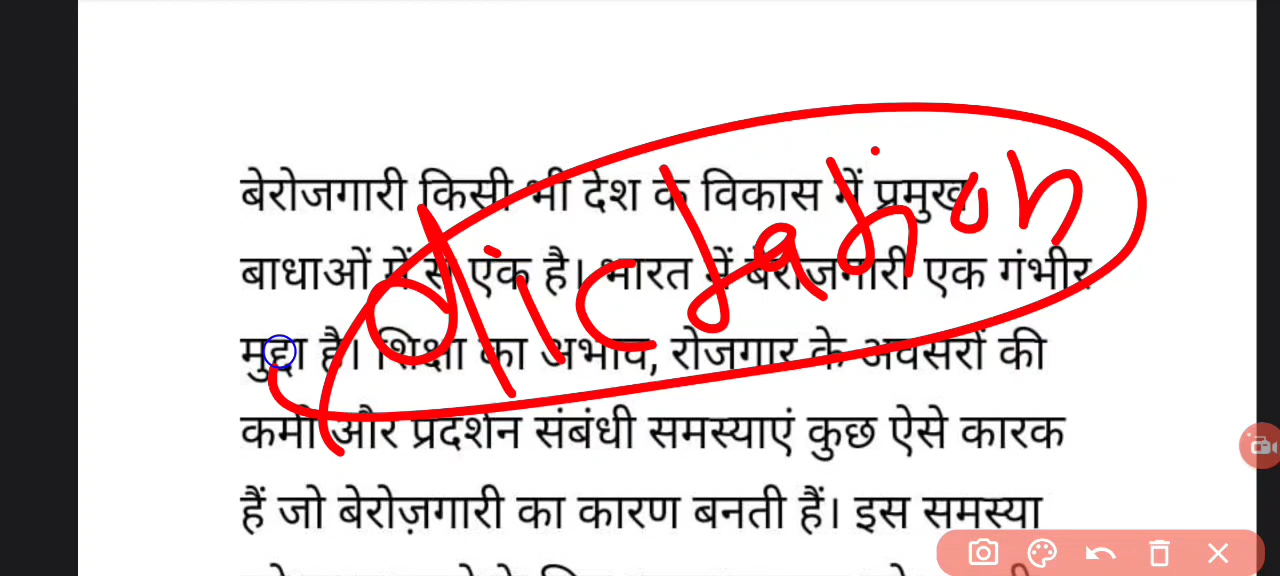 बेरोजगारी किसी भी देश के विकास में प्रमुख
बाधाओं में से एक है। भारत में बेरोजगारी एक गंभीर
मुद्दा है। शिक्षा का अभाव, रोजगार के अवसरों की
कमी और प्रदर्शन संबंधी समस्याएं कुछ ऐसे कारक
हैं जो बेरोज़गारी का कारण बनती हैं। इस समस्या
dictation